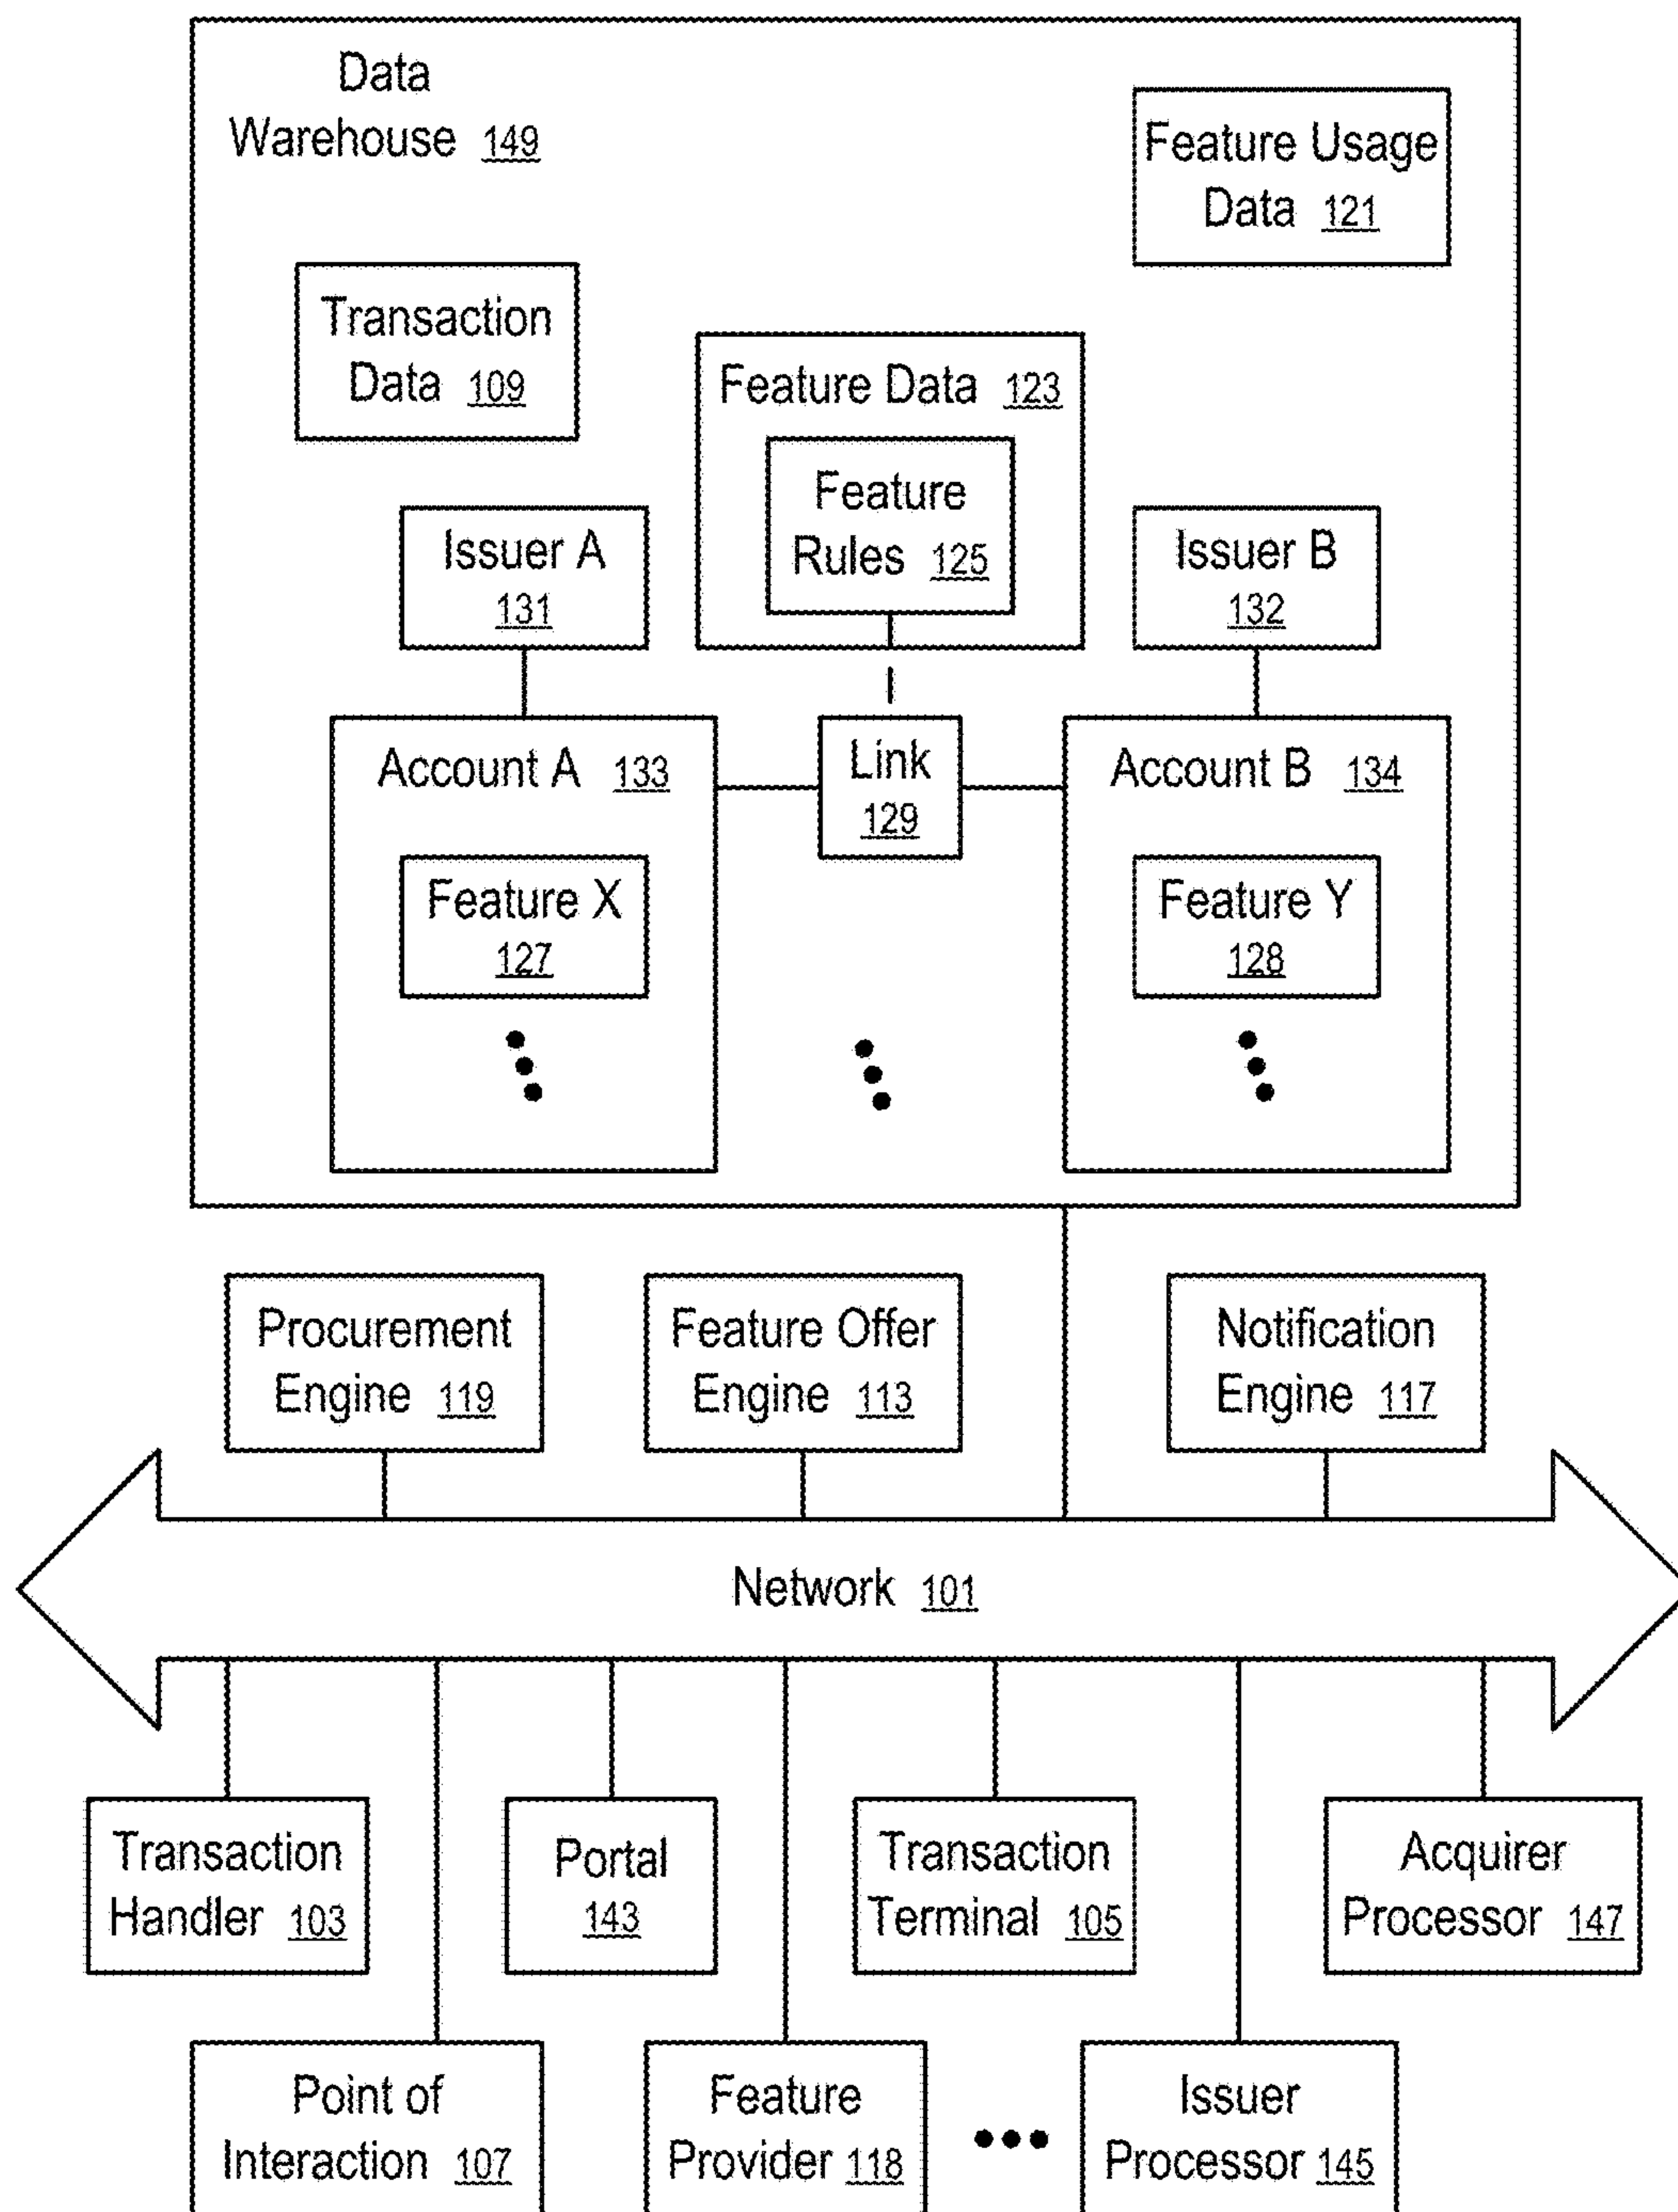 Data
Warehouse 149
Feature Usage
Data 121
Transaction
Data 109
Feature Data 123
Feature
Rules 125
Issuer A
131
Issuer B
132
Account A 133
Link
129
Account B 134
Feature X
127
Feature Y
128
Procurement
Engine 119
Feature Offer
Engine 113
Notification
Engine 117
Network 101
Transaction
Handler 103
Portal
143
Transaction
Terminal 105
Acquirer
Processor 147
Point of
Interaction 107
Feature
Provider 118
Issuer
Processor 145